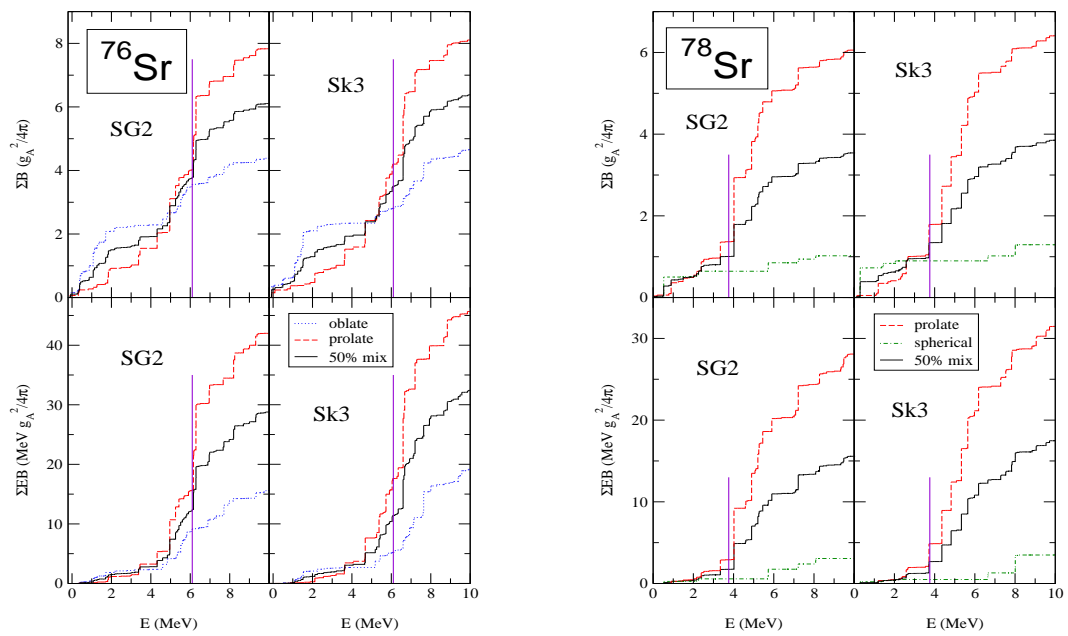 76Sr
SG2
Sk3
8
6
4
2
0
ΣB (g_A^2/4π)
SG2
Sk3
oblate
prolate
50% mix
40
30
20
10
0
ΣEB (MeV g_A^2/4π)
0 2 4 6 8 0 2 4 6 8 10
E (MeV) E (MeV)
78Sr
SG2
Sk3
6
4
2
0
ΣB (g_A^2/4π)
SG2
Sk3
prolate
spherical
50% mix
30
20
10
0
ΣEB (MeV g_A^2/4π)
0 2 4 6 8 0 2 4 6 8 10
E (MeV) E (MeV)